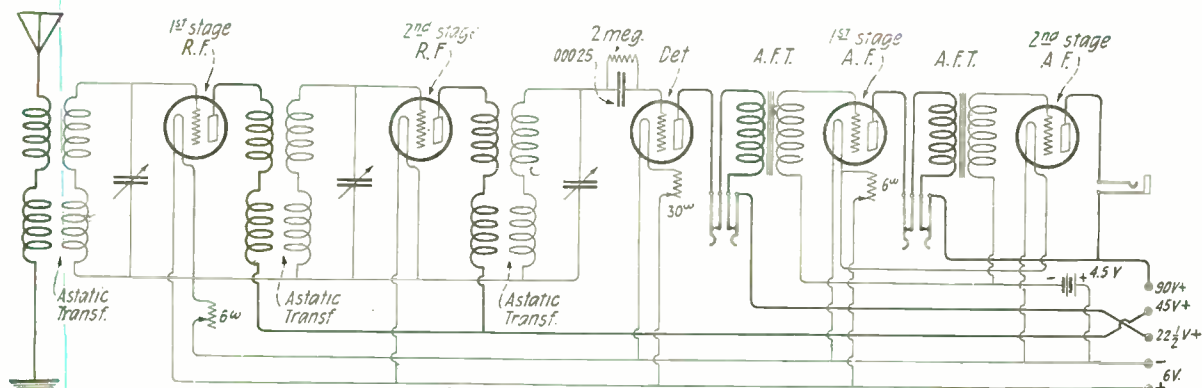 1st stage
R.F.
2nd stage
R.F
2 meg.
00025
Det
A.F.T.
1st stage
A.F.
A.F.T.
2nd stage
A F.
Astatic
Transf.
6ω
Astatic
Transf.
Astatic
Transf.
30ω
6ω
- + 4.5 V
90V+
45V+
22½V+
-
6V.
+